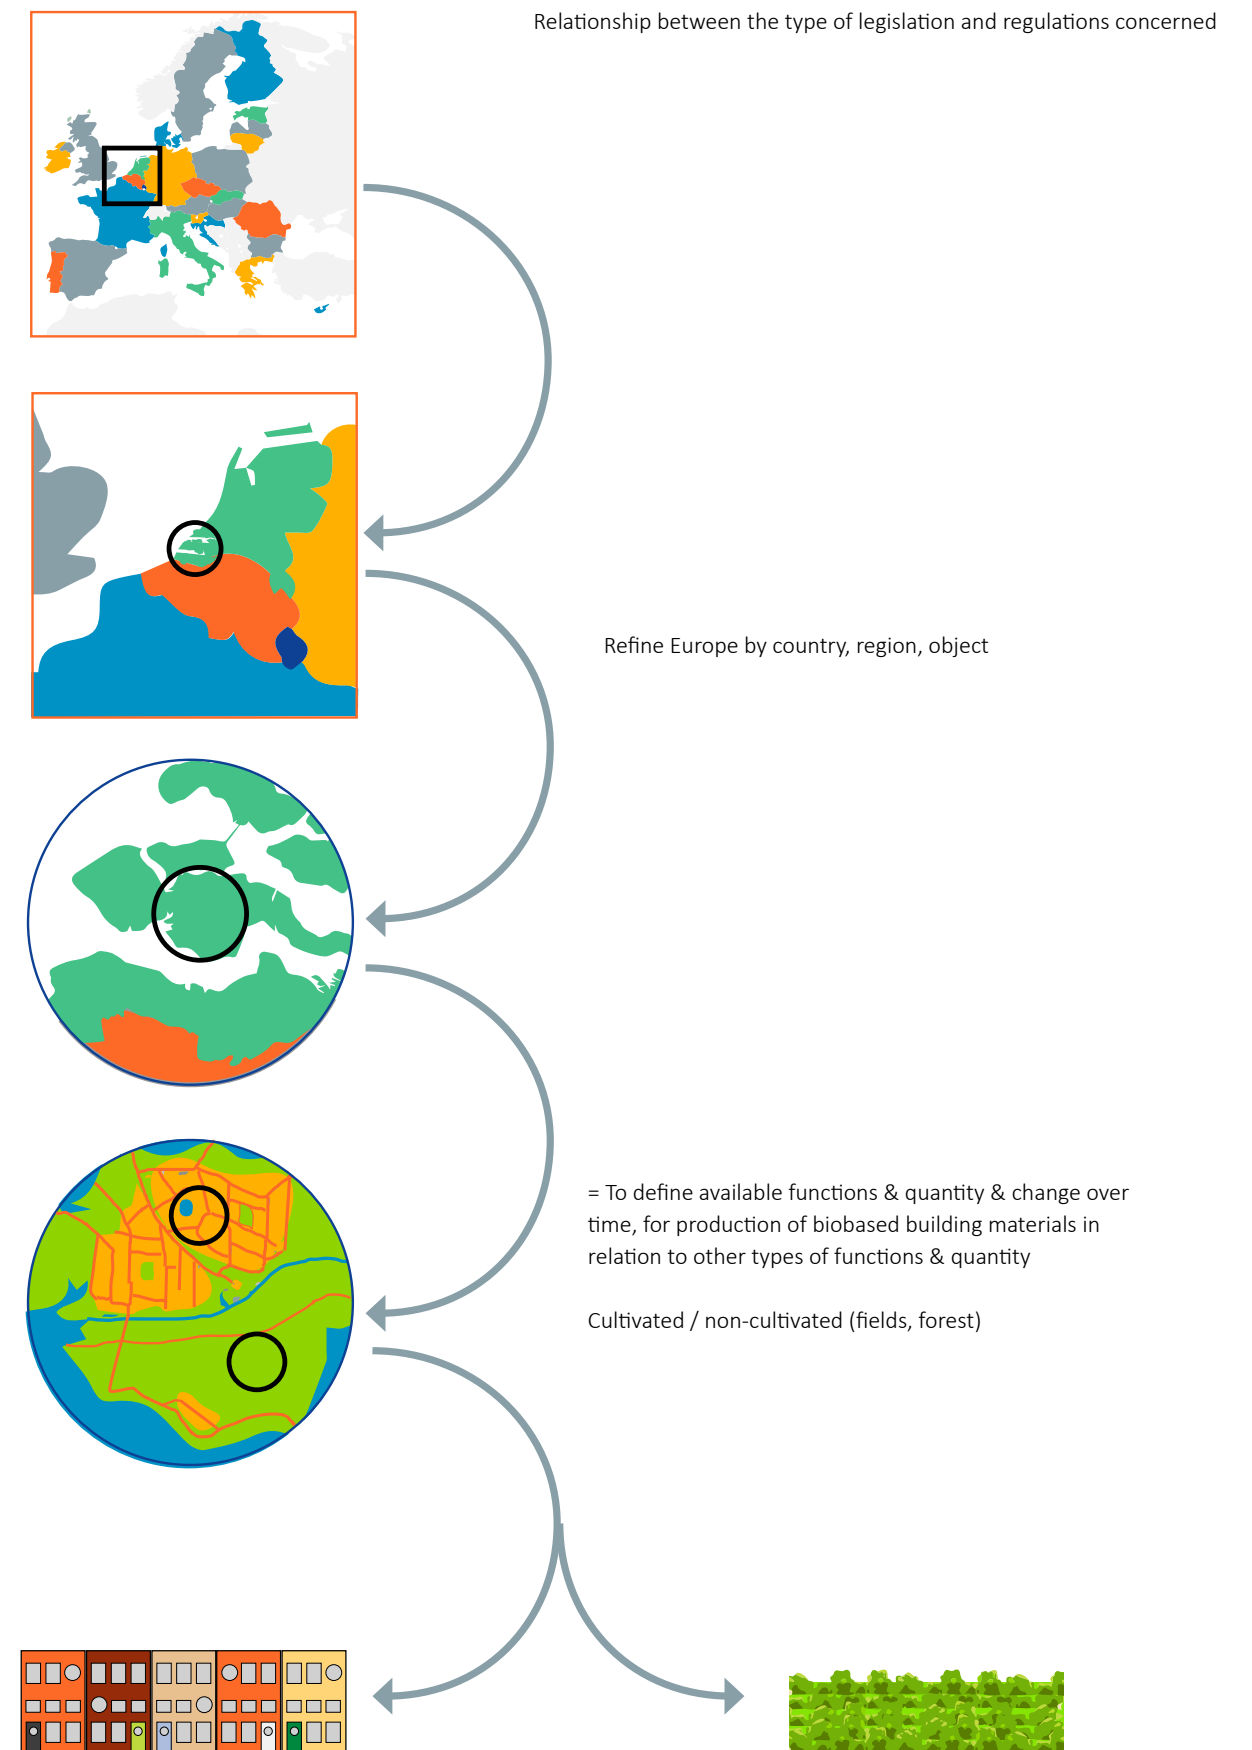 Relationship between the type of legislation and regulations concerned
Refine Europe by country, region, object
= To define available functions & quantity & change over
time, for production of biobased building materials in
relation to other types of functions & quantity
Cultivated / non-cultivated (fields, forest)